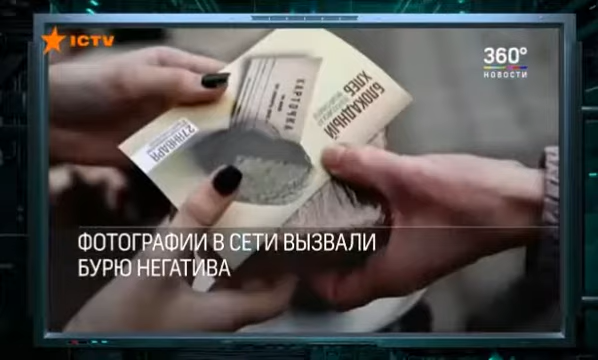 ICTV
360°
НОВОСТИ
БЛОКАДНЫЙ
ХЛЕБ
КАРТОЧКА
27 ЯНВАРЯ
ФОТОГРАФИИ В СЕТИ ВЫЗВАЛИ
БУРЮ НЕГАТИВА